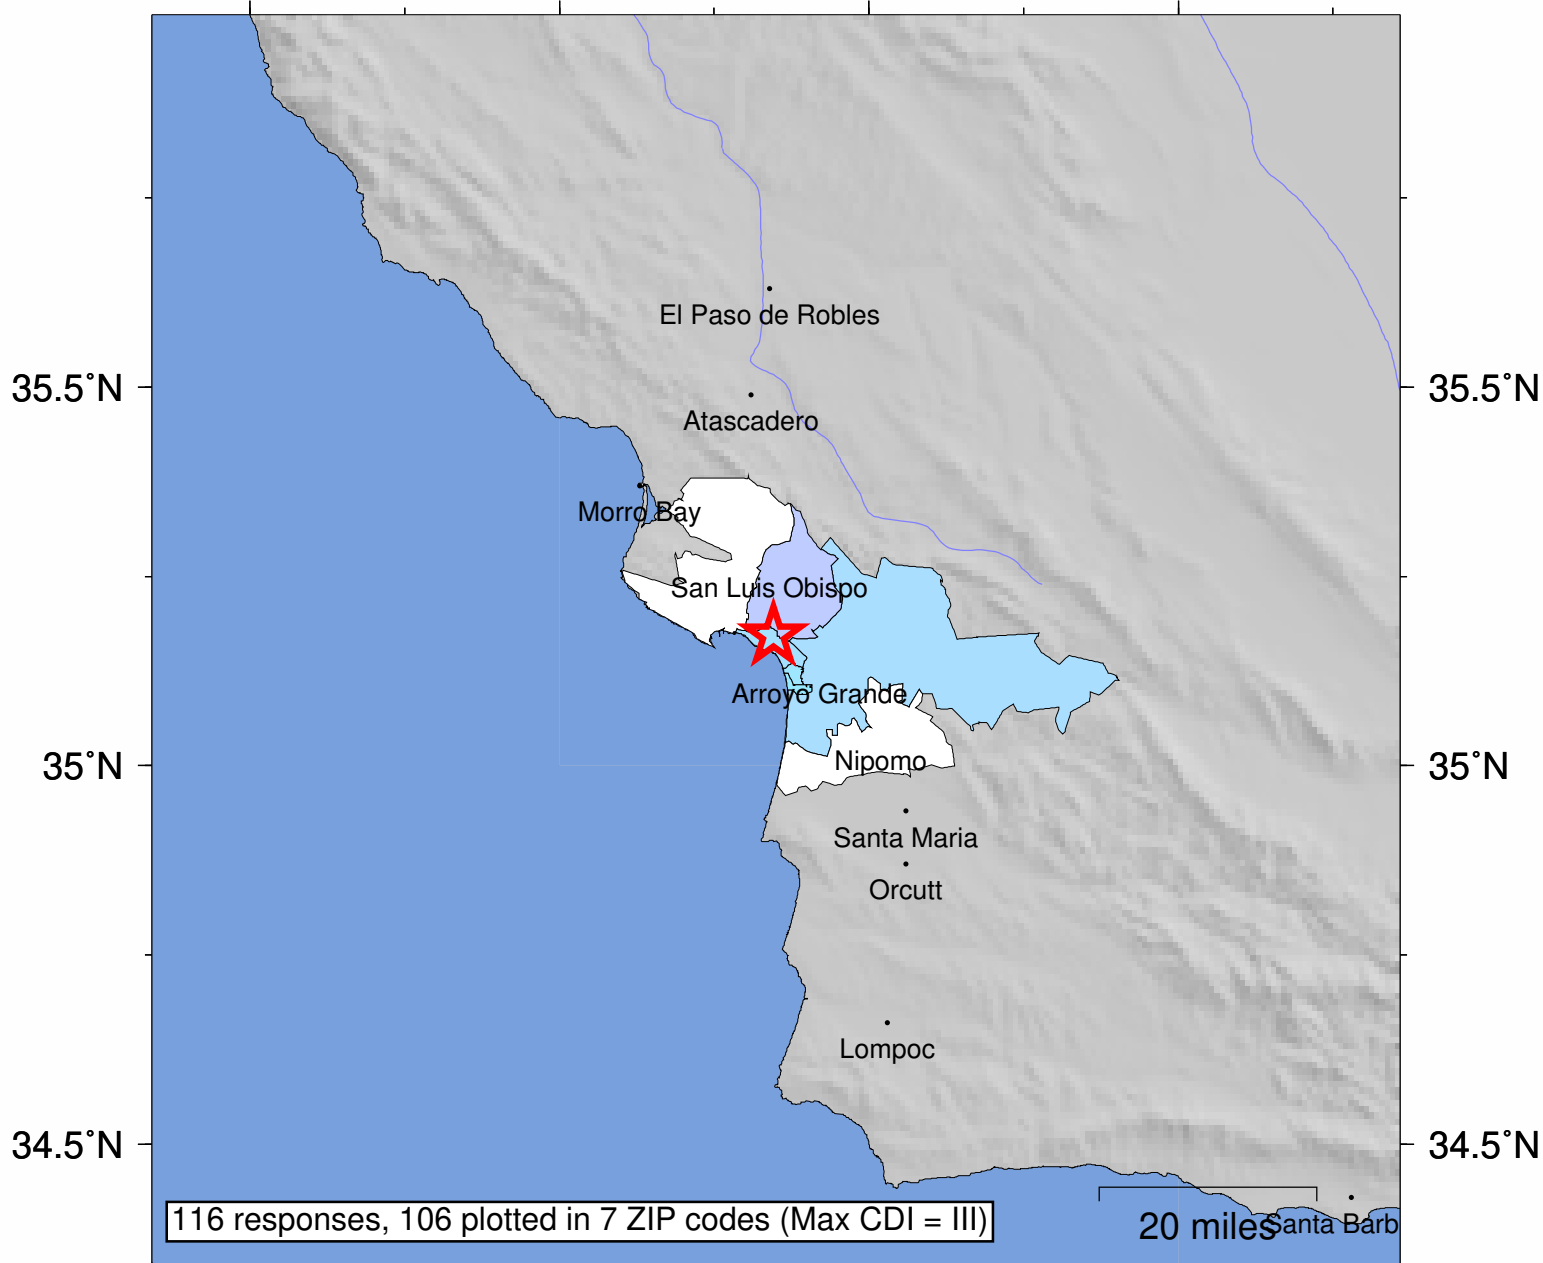 El Paso de Robles
35.5°N
35.5°N
Atascadero
Morro Bay
San Luis Obispo
Arroyo Grande
35°N
Nipomo
35°N
Santa Maria
Orcutt
Lompoc
34.5°N
34.5°N
116 responses, 106 plotted in 7 ZIP codes (Max CDI = III)
20 miles
Santa Barb